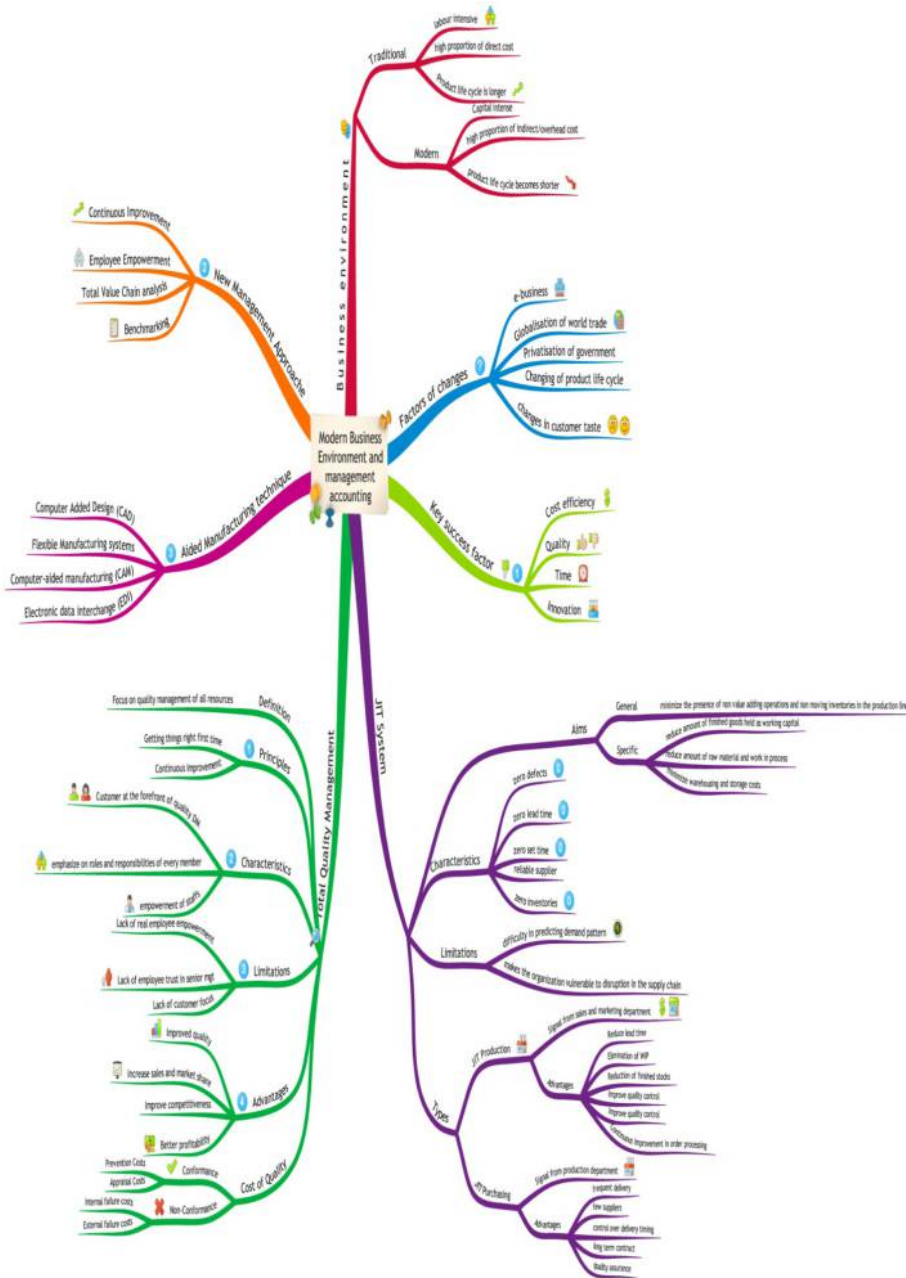 Modern Business
Environment and
management
accounting
Business environment
Traditional
labour intensive
high proportion of direct cost
Product life cycle is longer
Modern
Capital intense
high proportion of indirect/overhead cost
product life cycle becomes shorter
Factors of changes
e-business
Globalisation of world trade
Privatisation of government
Changing of product life cycle
changes in customer taste
Key success factor
Cost efficiency
Quality
Time
Innovation
JIT System
Aims
General
minimize the presence of non value adding operations and non moving inventories in the production line
Specific
reduce amount of finished goods held as working capital
reduce amount of raw material and work in process
warehousing and storage costs
Characteristics
zero defects
zero lead time
zero set time
reliable supplier
zero inventories
Limitations
difficulty in predicting demand pattern
makes the organization vulnerable to disruption in the supply chain
Types
JIT Production
Signal from sales and marketing department
Advantages
Reduce lead time
Elimination of WIP
Reduction of finished stocks
Improve quality control
Improve quality control
Continuous improvement in order processing
JIT Purchasing
Signal from production department
Advantages
frequent delivery
few suppliers
control over delivery timing
long term contract
Quality assurance
New Management Approache
Continuous Improvement
Employee Empowerment
Total Value Chain analysis
Benchmarking
Aided Manufacturing technique
Computer Added Design (CAD)
Flexible Manufacturing systems
Computer-aided manufacturing (CAM)
Electronic data interchange (EDI)
Total Quality Management
Definition
Focus on quality management of all resources
Principles
Getting things right first time
Continuous Improvement
Characteristics
Customer at the forefront of quality DM
emphasize on roles and responsibilities of every member
empowerment of staffs
Limitations
Lack of real employee empowerment
Lack of employee trust in senior mgt
Lack of customer focus
Advantages
Improved quality
Increase sales and market share
Improve competitiveness
Better profitability
Cost of Quality
Conformance
Prevention Costs
Appraisal Costs
Non-Conformance
Internal failure costs
External failure costs